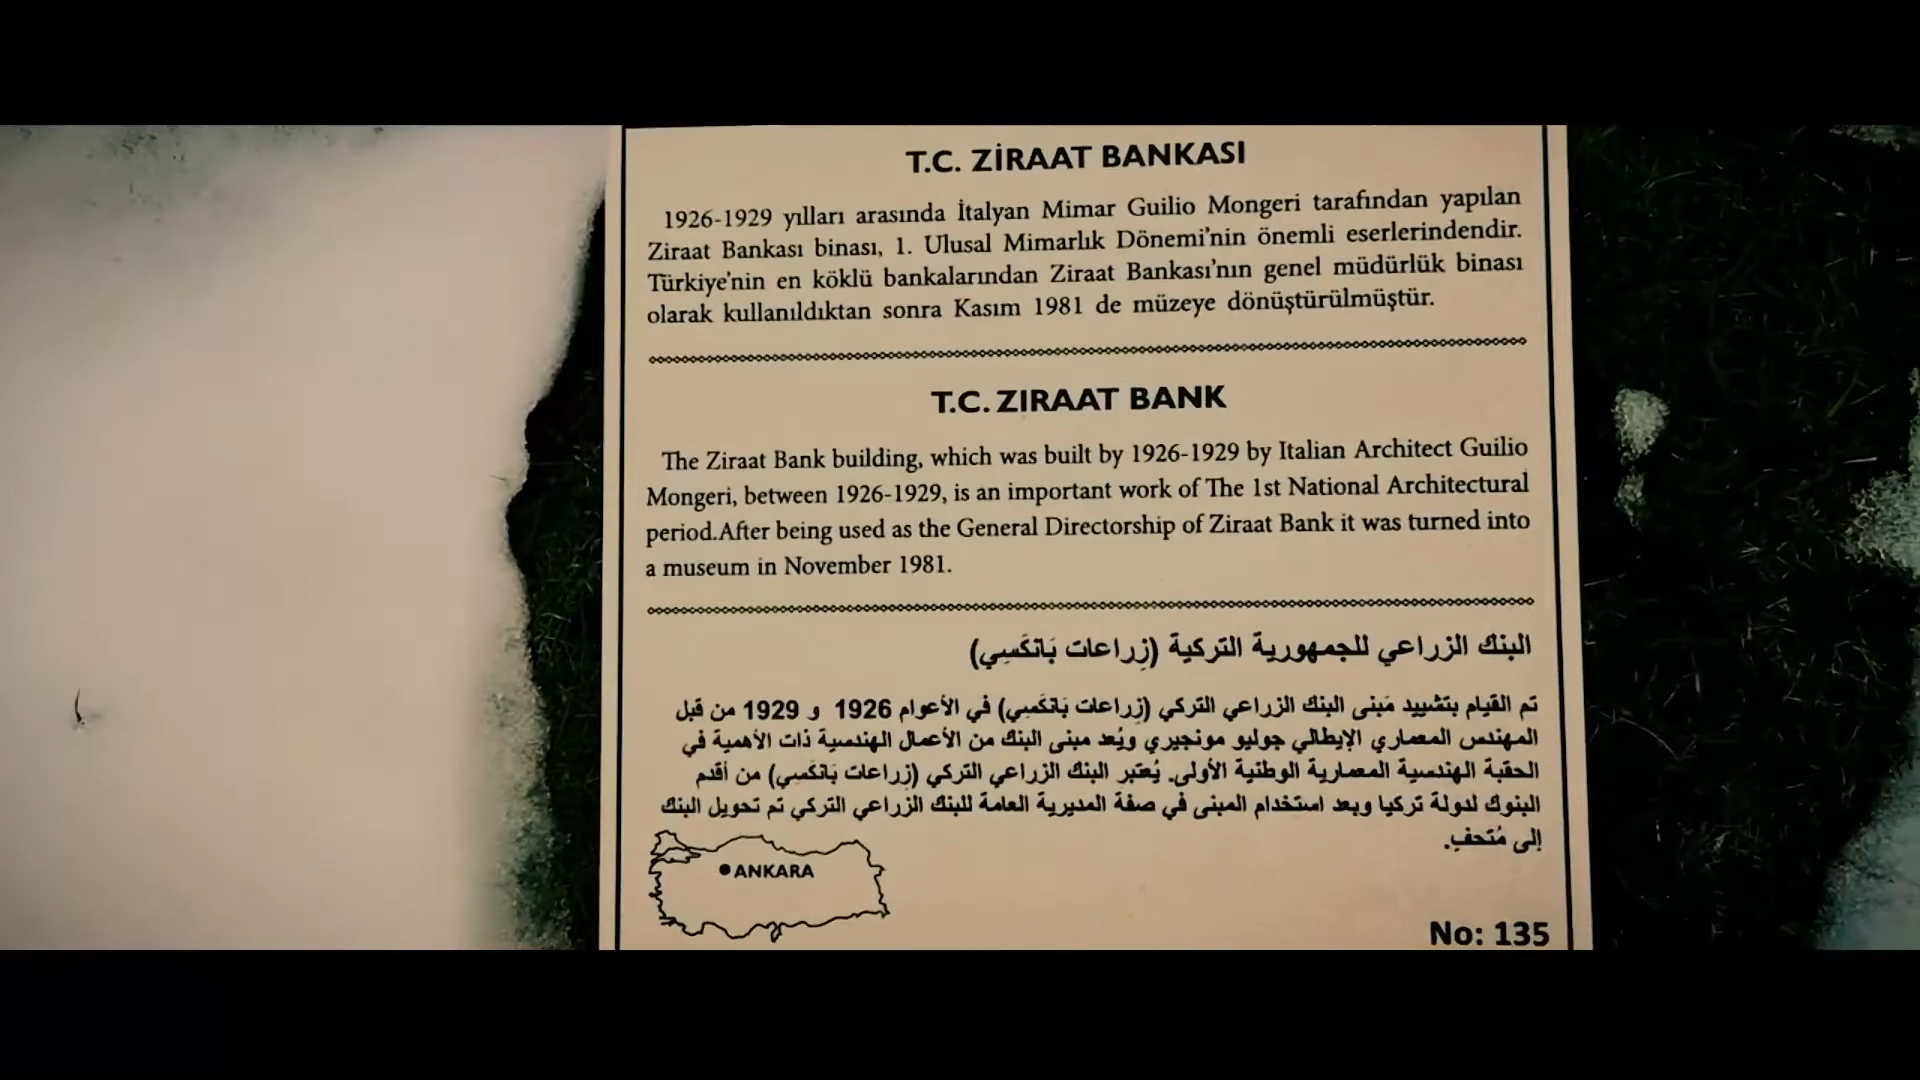 T.C. ZİRAAT BANKASI
1926-1929 yılları arasında İtalyan Mimar Guilio Mongeri tarafından yapılan
Ziraat Bankası binası, 1. Ulusal Mimarlık Dönemi'nin önemli eserlerindendir.
Türkiye'nin en köklü bankalarından Ziraat Bankası'nın genel müdürlük binası
olarak kullanıldıktan sonra Kasım 1981 de müzeye dönüştürülmüştür.
T.C. ZIRAAT BANK
The Ziraat Bank building, which was built by 1926-1929 by Italian Architect Guilio
Mongeri, between 1926-1929, is an important work of The 1st National Architectural
period.After being used as the General Directorship of Ziraat Bank it was turned into
a museum in November 1981.
البنك الزراعي للجمهورية التركية (زِراعات بَانكَسِي)
تم القيام بتشييد مَبنى البنك الزراعي التركي (زِراعات بَانكَسِي) في الأعوام 1926 و 1929 من قبل
المهندس المعماري الإيطالي جوليو مونجيري ويُعد مبنى البنك من الأعمال الهندسية ذات الأهمية في
الحقبة الهندسية المعمارية الوطنية الأولى. يُعتبر البنك الزراعي التركي (زِراعات بَانكَسِي) من أقدم
البنوك لدولة تركيا وبعد استخدام المبنى في صفة المديرية العامة للبنك الزراعي التركي تم تحويل البنك
إلى مُتحفٍ.
ANKARA
No: 135